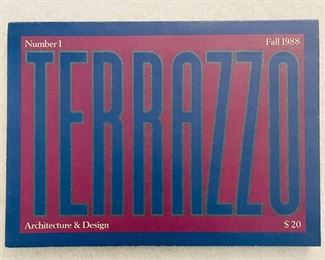 Number 1 Fall 1988
TERRAZZO
Architecture & Design $ 20